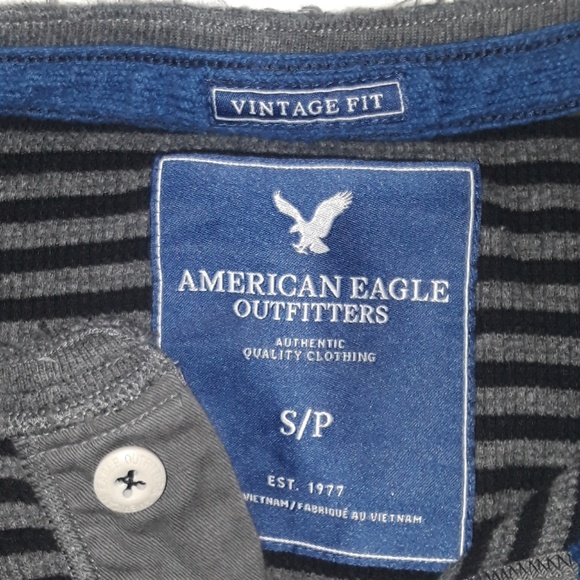 VINTAGE FIT
AMERICAN EAGLE
OUTFITTERS
AUTHENTIC
QUALITY CLOTHING
S/P
EST. 1977
VIETNAM/FABRIQUÉ AU VIETNAM